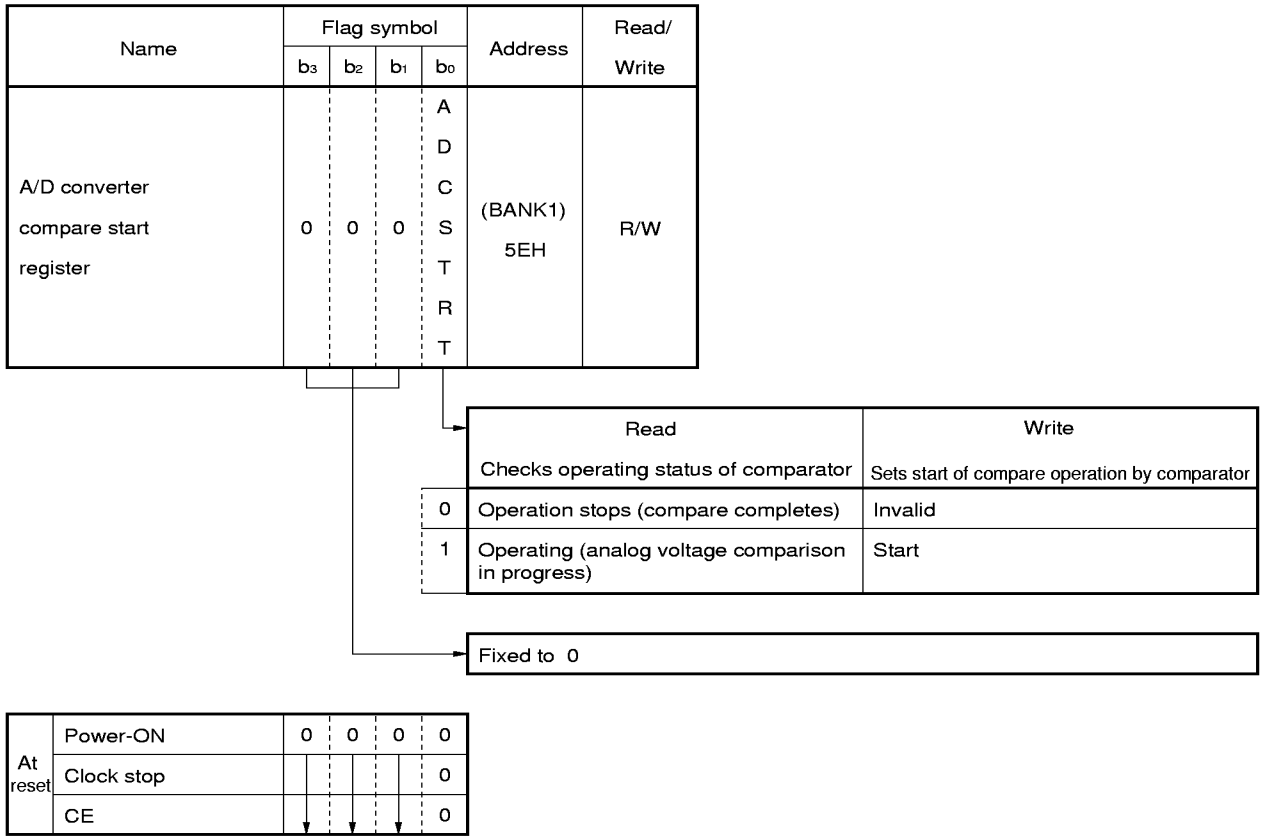 Name
Flag symbol
Address
Read/
Write
b3 b2 b1 b0
A/D converter
compare start
register
0 0 0
A
D
C
S
T
R
T
(BANK1)
5EH
R/W
Read
Checks operating status of comparator
Write
Sets start of compare operation by comparator
0 Operation stops (compare completes) Invalid
1 Operating (analog voltage comparison
in progress)
Start
Fixed to 0
At
reset
Power-ON 0 0 0 0
Clock stop 0
CE 0